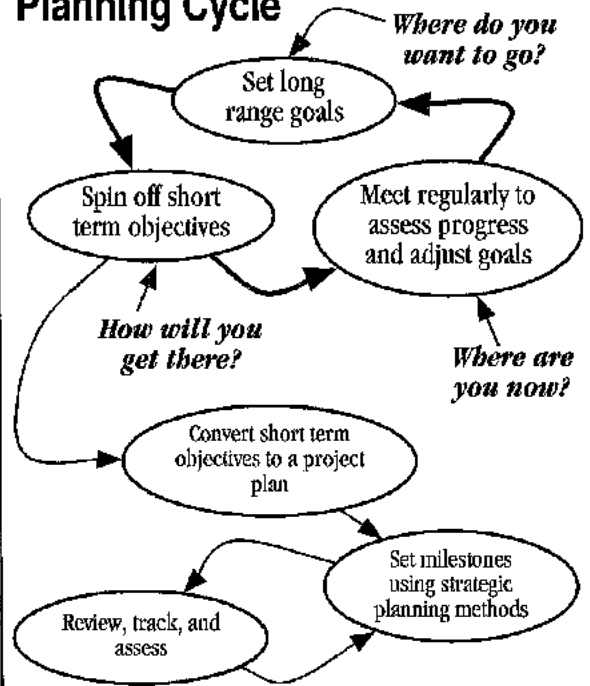 Planning Cycle
Where do you
want to go?
Set long
range goals
Spin off short
term objectives
Meet regularly to
assess progress
and adjust goals
How will you
get there?
Where are
you now?
Convert short term
objectives to a project
plan
Set milestones
using strategic
planning methods
Review, track, and
assess